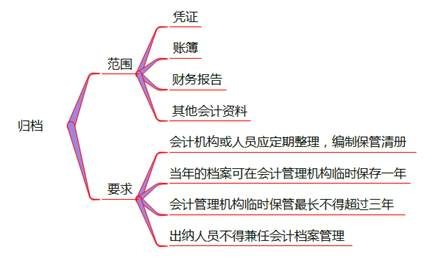 归档
范围
凭证
账簿
财务报告
其他会计资料
要求
会计机构或人员应定期整理，编制保管清册
当年的档案可在会计管理机构临时保存一年
会计管理机构临时保管最长不得超过三年
出纳人员不得兼任会计档案管理